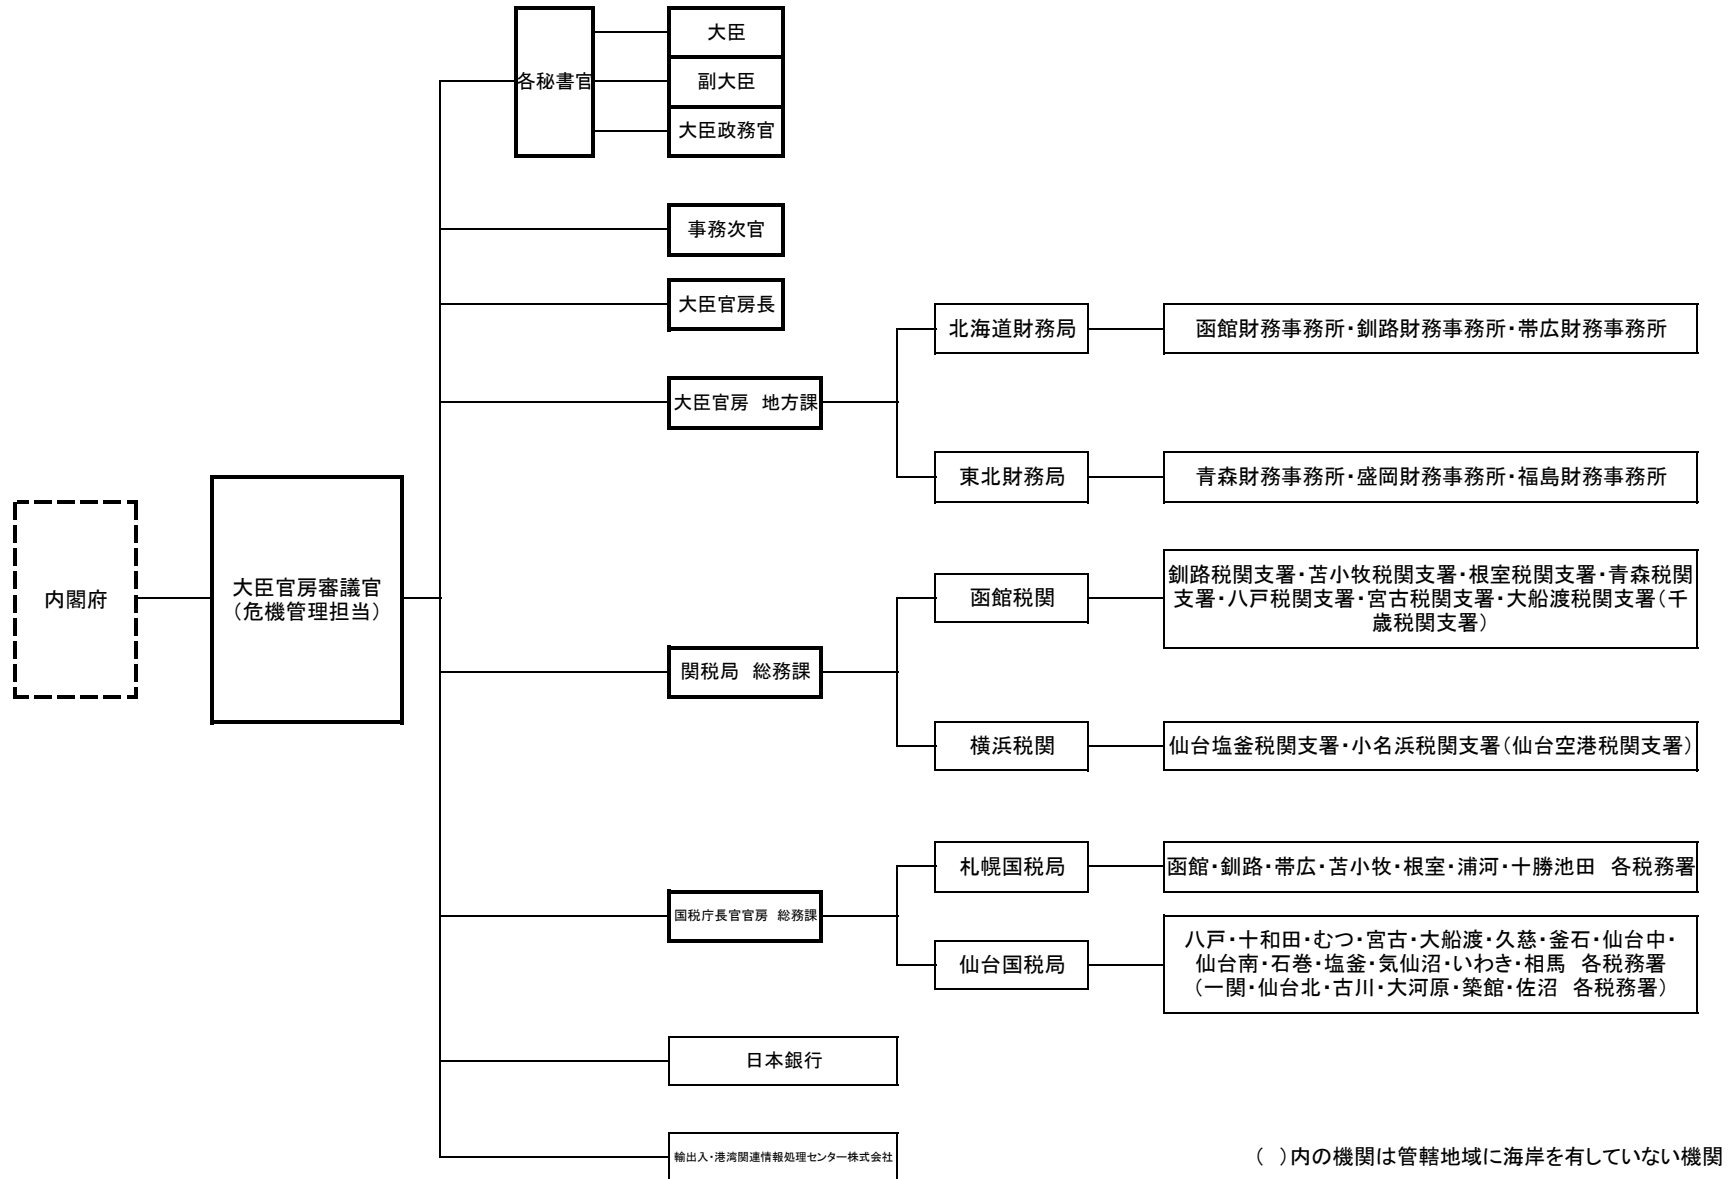 大臣
各秘書官
副大臣
大臣政務官
事務次官
大臣官房長
北海道財務局
函館財務事務所・釧路財務事務所・帯広財務事務所
大臣官房　地方課
東北財務局
青森財務事務所・盛岡財務事務所・福島財務事務所
内閣府
大臣官房審議官
（危機管理担当）
函館税関
釧路税関支署・苫小牧税関支署・根室税関支署・青森税関
支署・八戸税関支署・宮古税関支署・大船渡税関支署（千
歳税関支署）
関税局　総務課
横浜税関
仙台塩釜税関支署・小名浜税関支署（仙台空港税関支署）
札幌国税局
函館・釧路・帯広・苫小牧・根室・浦河・十勝池田　各税務署
国税庁長官官房　総務課
仙台国税局
八戸・十和田・むつ・宮古・大船渡・久慈・釜石・仙台中・
仙台南・石巻・塩釜・気仙沼・いわき・相馬　各税務署
（一関・仙台北・古川・大河原・築館・佐沼　各税務署）
日本銀行
輸出入・港湾関連情報処理センター株式会社
（　）内の機関は管轄地域に海岸を有していない機関